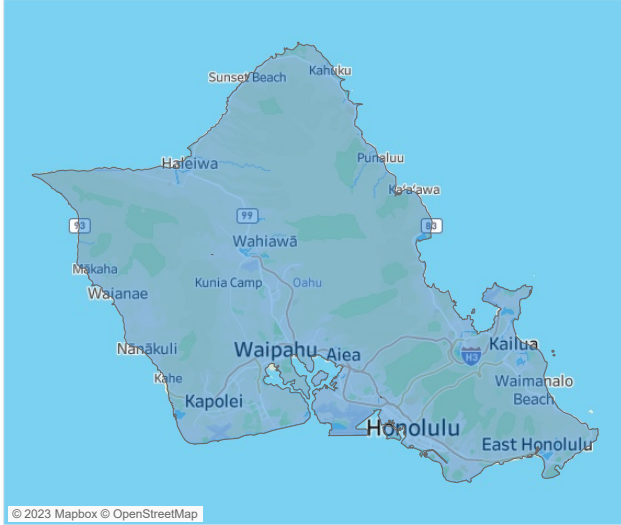 Kahuku
Sunset Beach
Punaluu
Haleiwa
Ka'a'awa
93
99
83
Wahiawā
Mākaha
Kunia Camp
Oahu
Waianae
Nānākuli
Waipahu
Aiea
H3
Kailua
Kahe
Waimanalo
Beach
Kapolei
Honolulu
East Honolulu
© 2023 Mapbox © OpenStreetMap